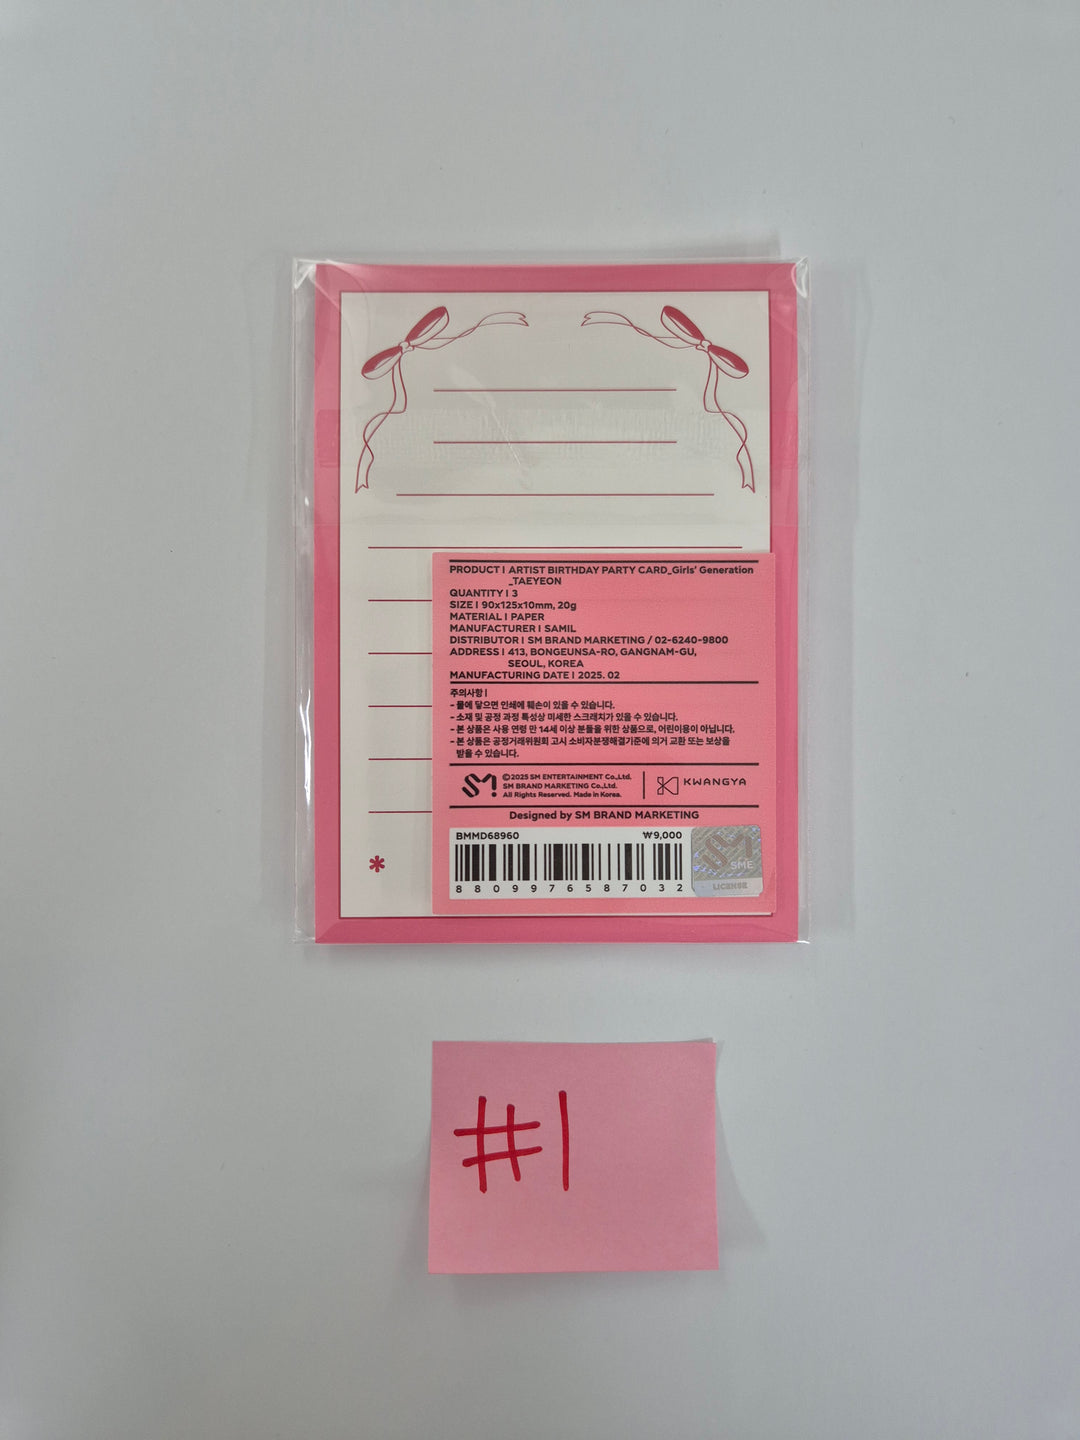 PRODUCT I ARTIST BIRTHDAY PARTY CARD_Girls' Generation
_TAEYEON
QUANTITY I 3
SIZE I 90x125x10mm, 20g
MATERIAL I PAPER
MANUFACTURER I SAMIL
DISTRIBUTOR I SM BRAND MARKETING / 02-6240-9800
ADDRESS I 413, BONGEUNSA-RO, GANGNAM-GU,
SEOUL, KOREA
MANUFACTURING DATE I 2025. 02
주의사항 I
- 물에 닿으면 인쇄에 훼손이 있을 수 있습니다.
- 소재 및 공정 과정 특성상 미세한 스크래치가 있을 수 있습니다.
- 본 상품은 사용 연령 만 14세 이상 분들을 위한 상품으로, 어린이용이 아닙니다.
- 본 상품은 공정거래위원회 고시 소비자분쟁해결기준에 의거 교환 또는 보상을
받을 수 있습니다.
SM
©2025 SM ENTERTAINMENT Co.,Ltd.
SM BRAND MARKETING Co.,Ltd.
All Rights Reserved. Made in Korea.
KWANGYA
Designed by SM BRAND MARKETING
BMMD68960 ₩9,000
8809976587032
SM
SME
LICENSE
*
#1